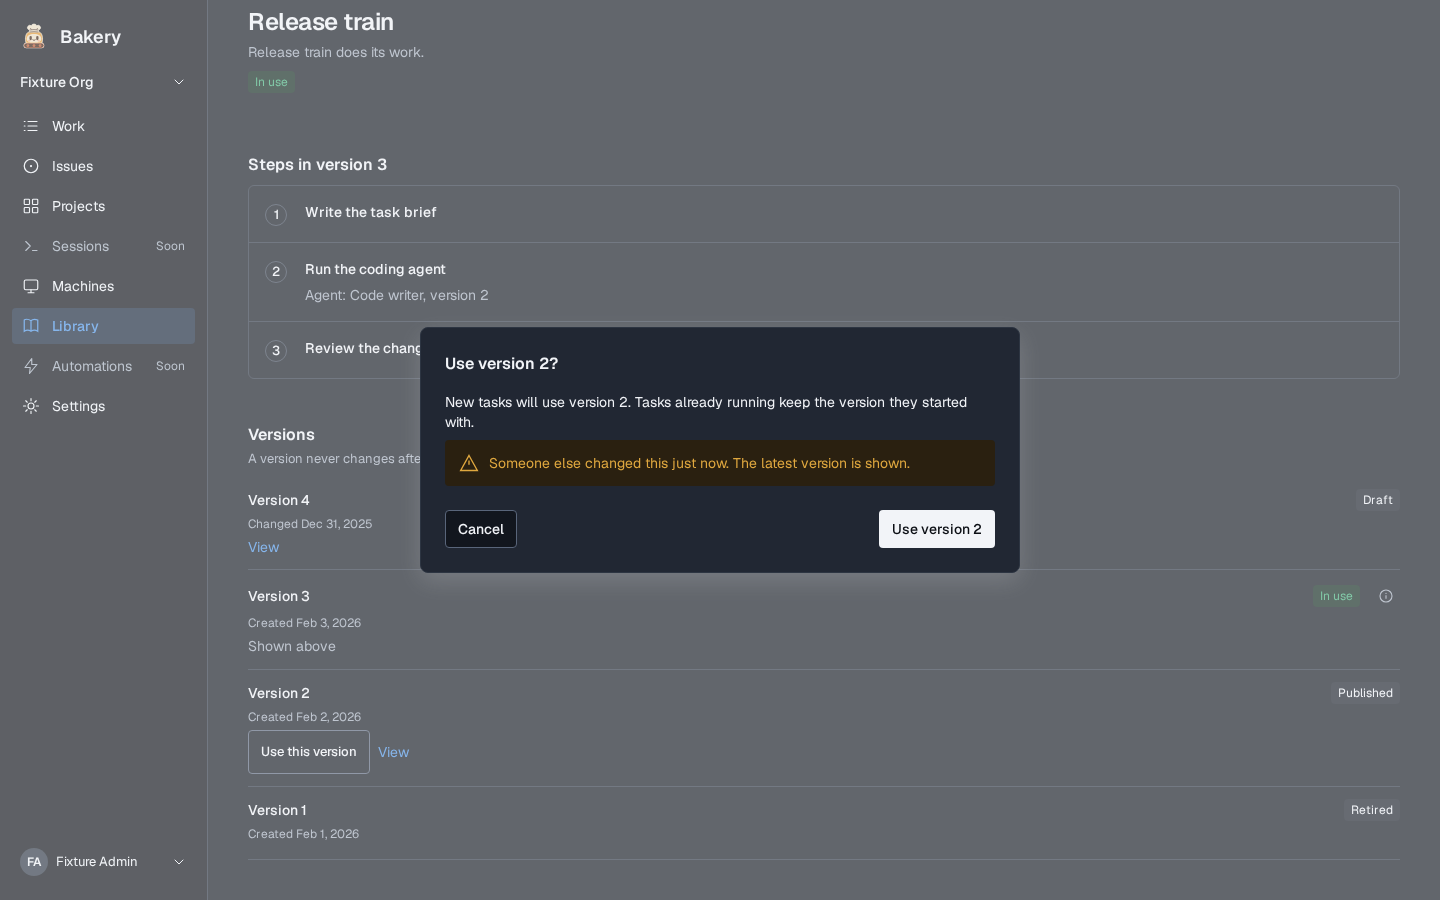 Bakery
Fixture Org
Work
Issues
Projects
Sessions Soon
Machines
Library
Automations Soon
Settings
FA Fixture Admin
Release train
Release train does its work.
In use
Steps in version 3
1 Write the task brief
2 Run the coding agent
Agent: Code writer, version 2
3 Review the chang
Versions
A version never changes afte
Version 4 Draft
Changed Dec 31, 2025
View
Version 3 In use
Created Feb 3, 2026
Shown above
Version 2 Published
Created Feb 2, 2026
Use this version View
Version 1 Retired
Created Feb 1, 2026
Use version 2?
New tasks will use version 2. Tasks already running keep the version they started
with.
Someone else changed this just now. The latest version is shown.
Cancel Use version 2